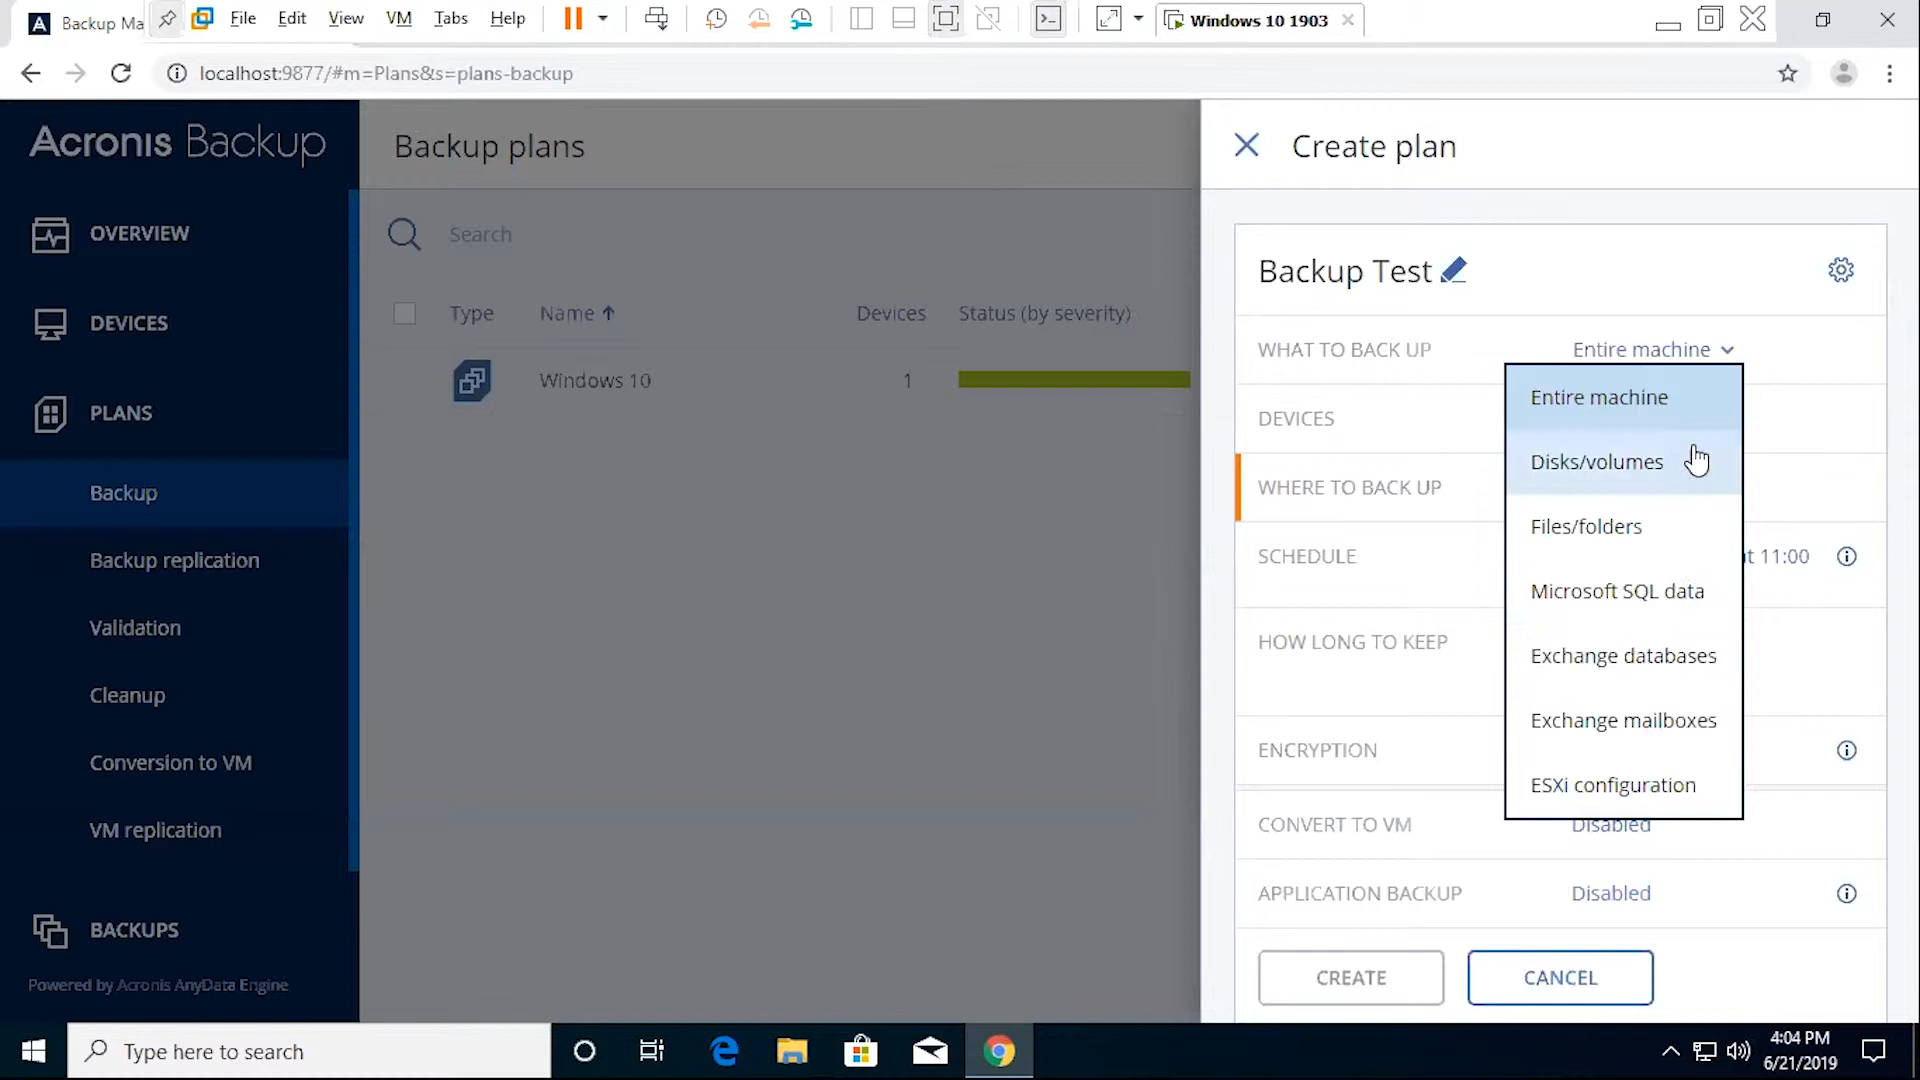 Backup Ma
File Edit View VM Tabs Help
Windows 10 1903
localhost:9877/#m=Plans&s=plans-backup
Acronis Backup
OVERVIEW
DEVICES
PLANS
Backup
Backup replication
Validation
Cleanup
Conversion to VM
VM replication
BACKUPS
Powered by Acronis AnyData Engine
Backup plans
Search
Type Name Devices Status (by severity)
Windows 10 1
Create plan
Backup Test
WHAT TO BACK UP Entire machine
Entire machine
Disks/volumes
Files/folders
Microsoft SQL data
Exchange databases
Exchange mailboxes
ESXi configuration
DEVICES
WHERE TO BACK UP
SCHEDULE at 11:00
HOW LONG TO KEEP
ENCRYPTION
CONVERT TO VM Disabled
APPLICATION BACKUP Disabled
CREATE CANCEL
Type here to search
4:04 PM
6/21/2019